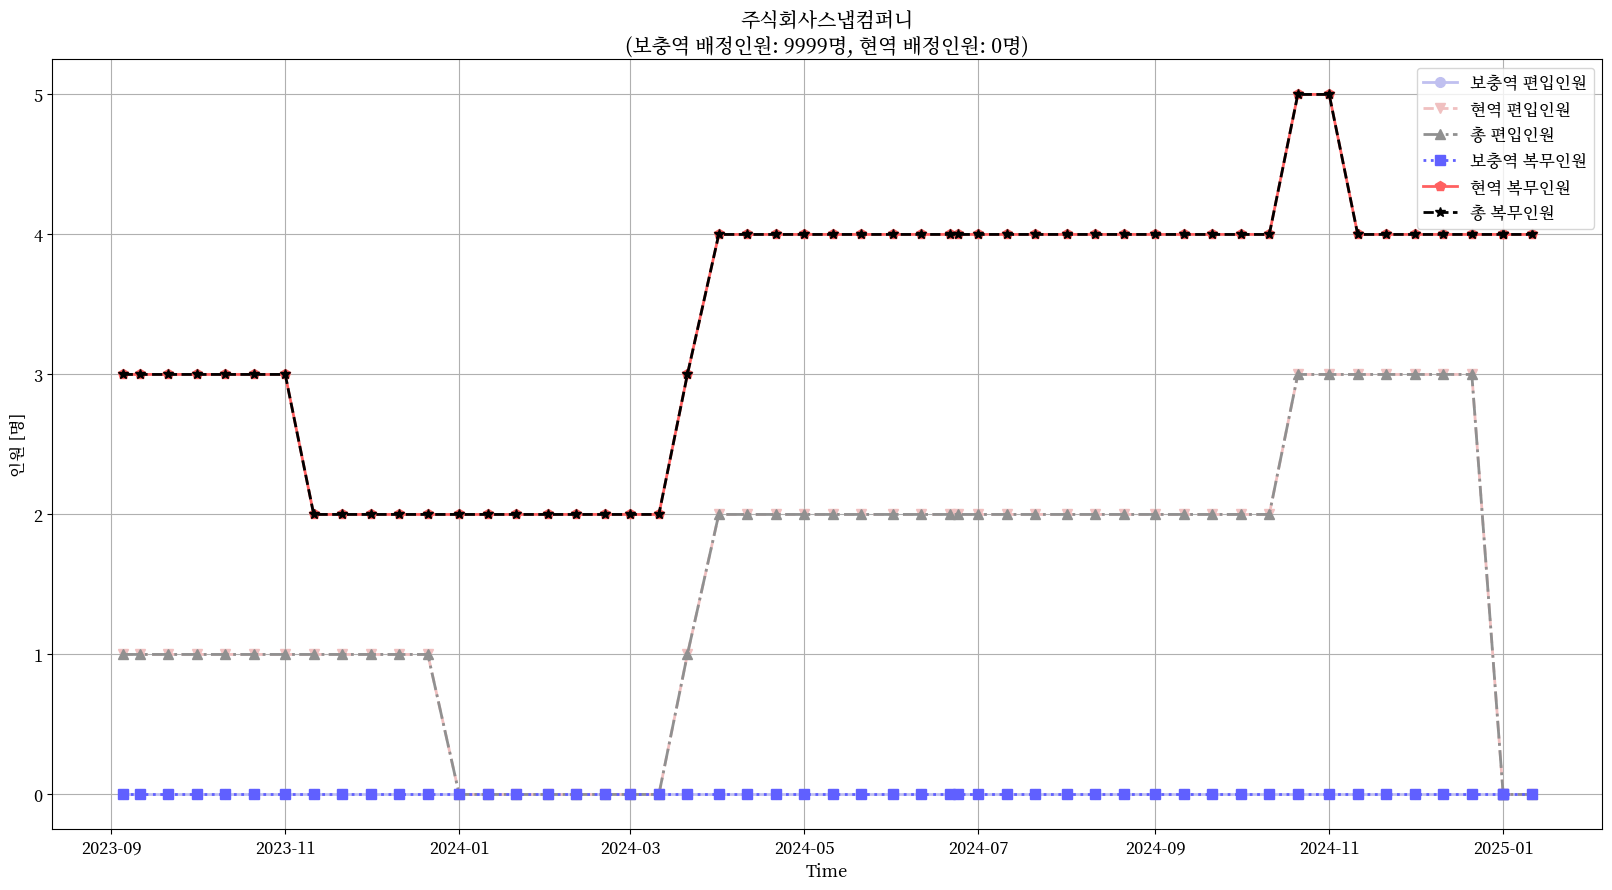 주식회사스냅컴퍼니
(보충역 배정인원: 9999명, 현역 배정인원: 0명)
보충역 편입인원
현역 편입인원
총 편입인원
보충역 복무인원
현역 복무인원
총 복무인원
5
4
3
2
1
0
인원 [명]
2023-09
2023-11
2024-01
2024-03
2024-05
2024-07
2024-09
2024-11
2025-01
Time